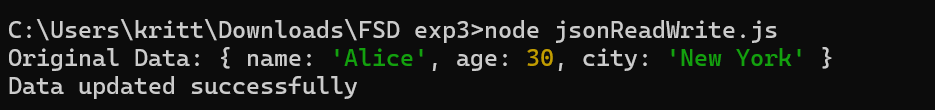 C:\Users\kritt\Downloads\FSD exp3>node jsonReadWrite.js
Original Data: { name: 'Alice', age: 30, city: 'New York' }
Data updated successfully